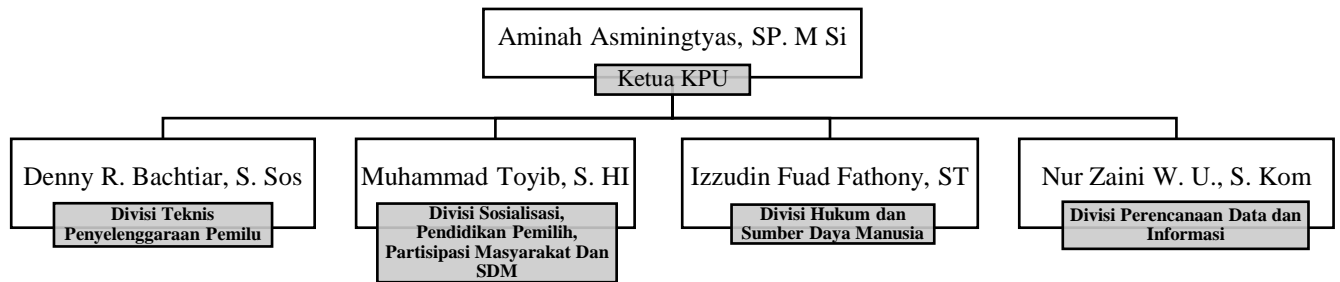 Aminah Asminingtyas, SP. M Si
Ketua KPU
Denny R. Bachtiar, S. Sos
Divisi Teknis
Penyelenggaraan Pemilu
Muhammad Toyib, S. HI
Divisi Sosialisasi,
Pendidikan Pemilih,
Partisipasi Masyarakat Dan
SDM
Izzudin Fuad Fathony, ST
Divisi Hukum dan
Sumber Daya Manusia
Nur Zaini W. U., S. Kom
Divisi Perencanaan Data dan
Informasi